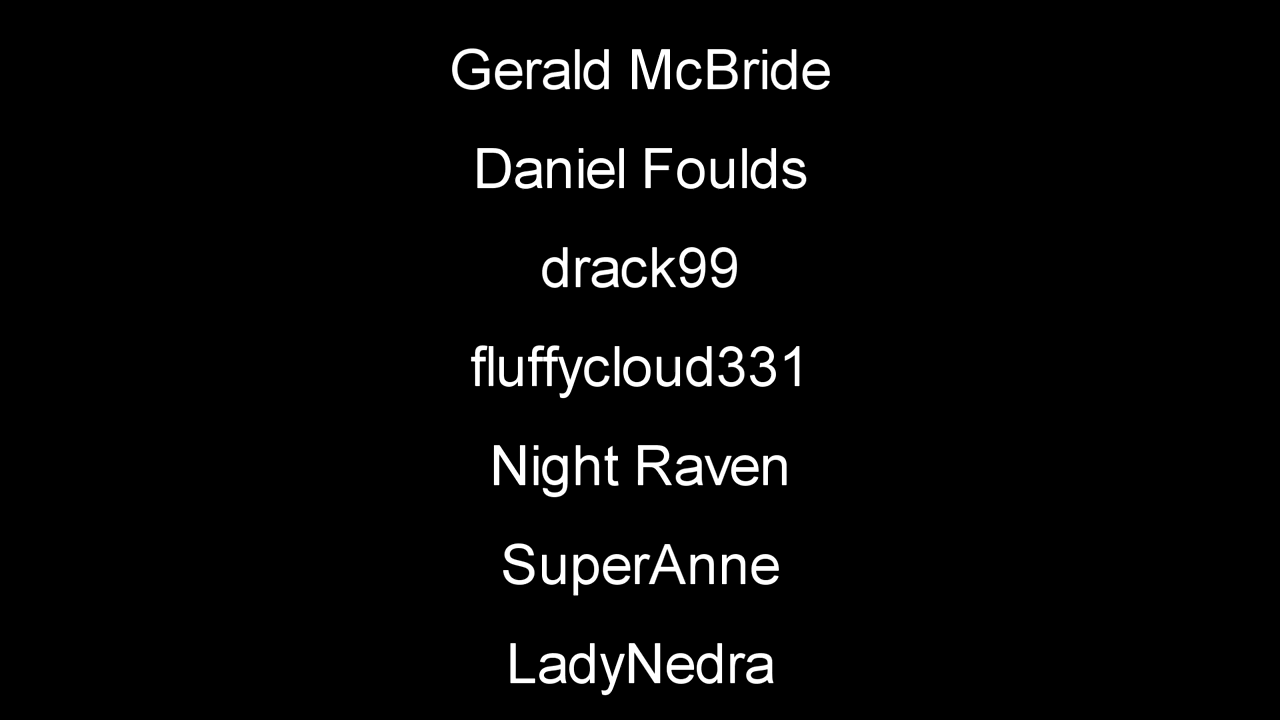 Gerald McBride
Daniel Foulds
drack99
fluffycloud331
Night Raven
SuperAnne
LadyNedra